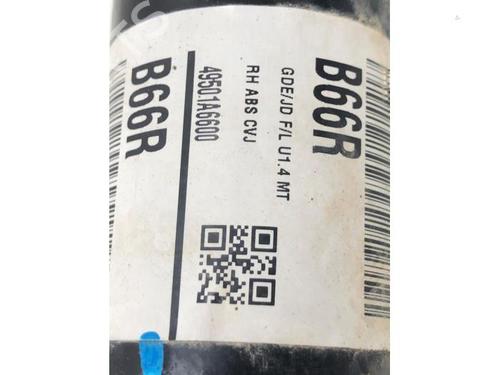 B66R
GDE/JD F/L U1.4 MT
RH ABS CVJ
49501A6600
B66R